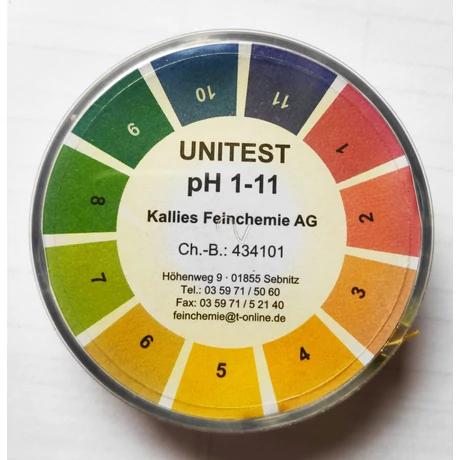 UNITEST
pH 1-11
Kallies Feinchemie AG
Ch.-B.: 434101
Höhenweg 9 · 01855 Sebnitz
Tel.: 03 59 71 / 50 60
Fax: 03 59 71 / 5 21 40
feinchemie@t-online.de
1
2
3
4
5
6
7
8
9
10
11